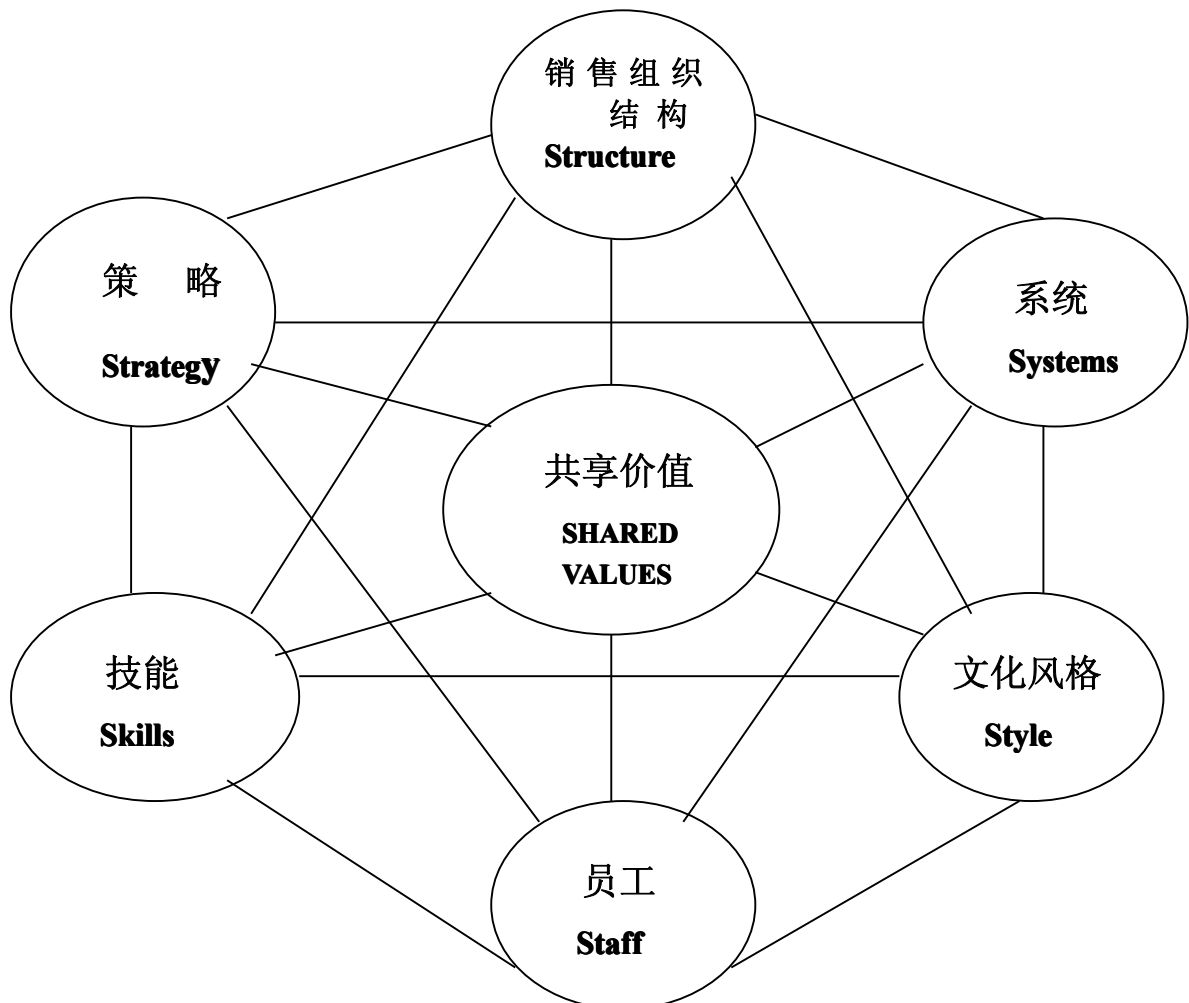 销售组织
结构
Structure
策 略
Strategy
系统
Systems
共享价值
SHARED
VALUES
技能
Skills
文化风格
Style
员工
Staff